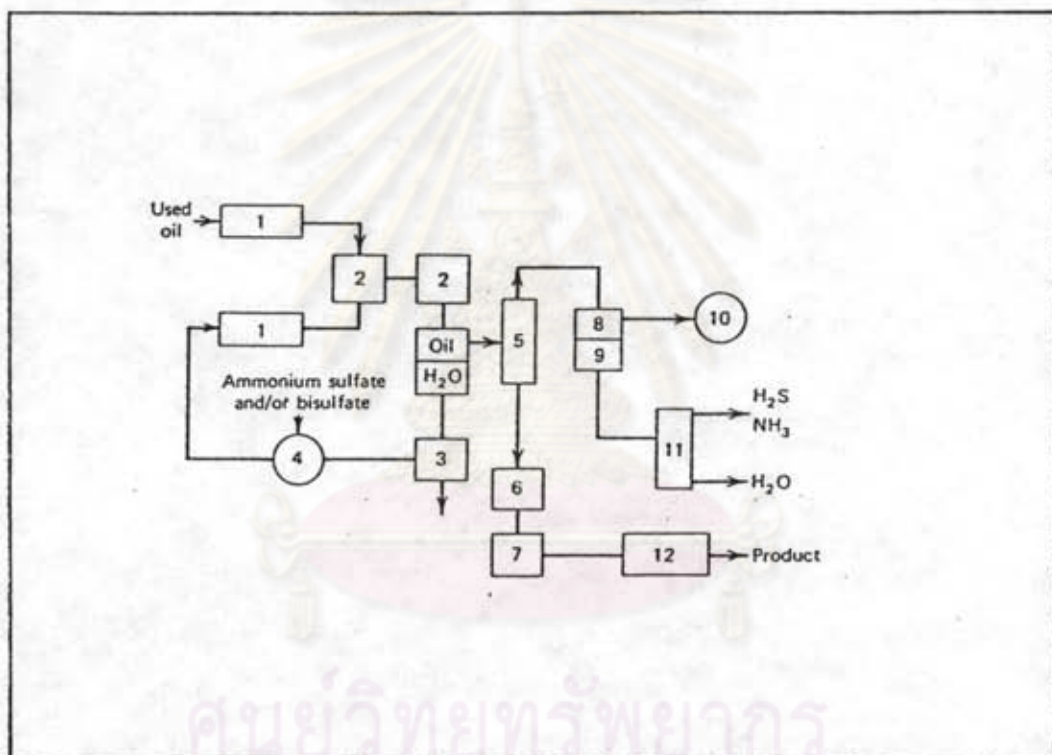 Used
oil
1
2
2
1
Oil
H₂O
5
8
9
10
Ammonium sulfate
and/or bisulfate
4
3
11
H₂S
NH₃
H₂O
6
7
12
Product
ศูนย์วิทยทรัพยากร